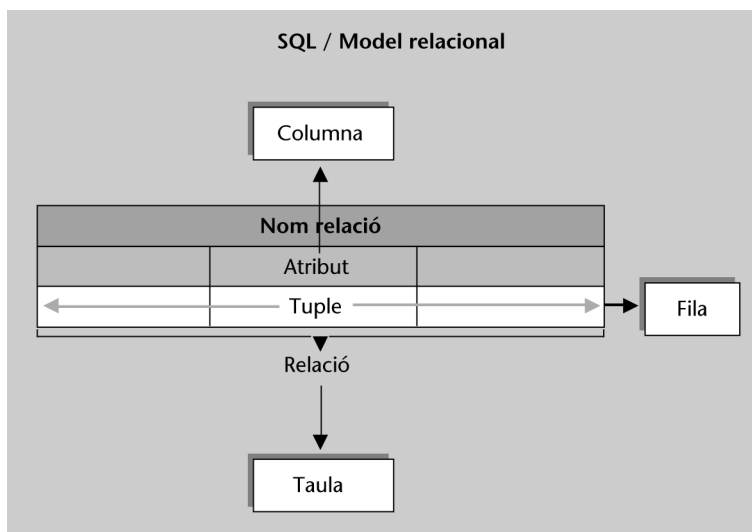 SQL / Model relacional
Columna
Nom relació
Atribut
Tuple
Fila
Relació
Taula